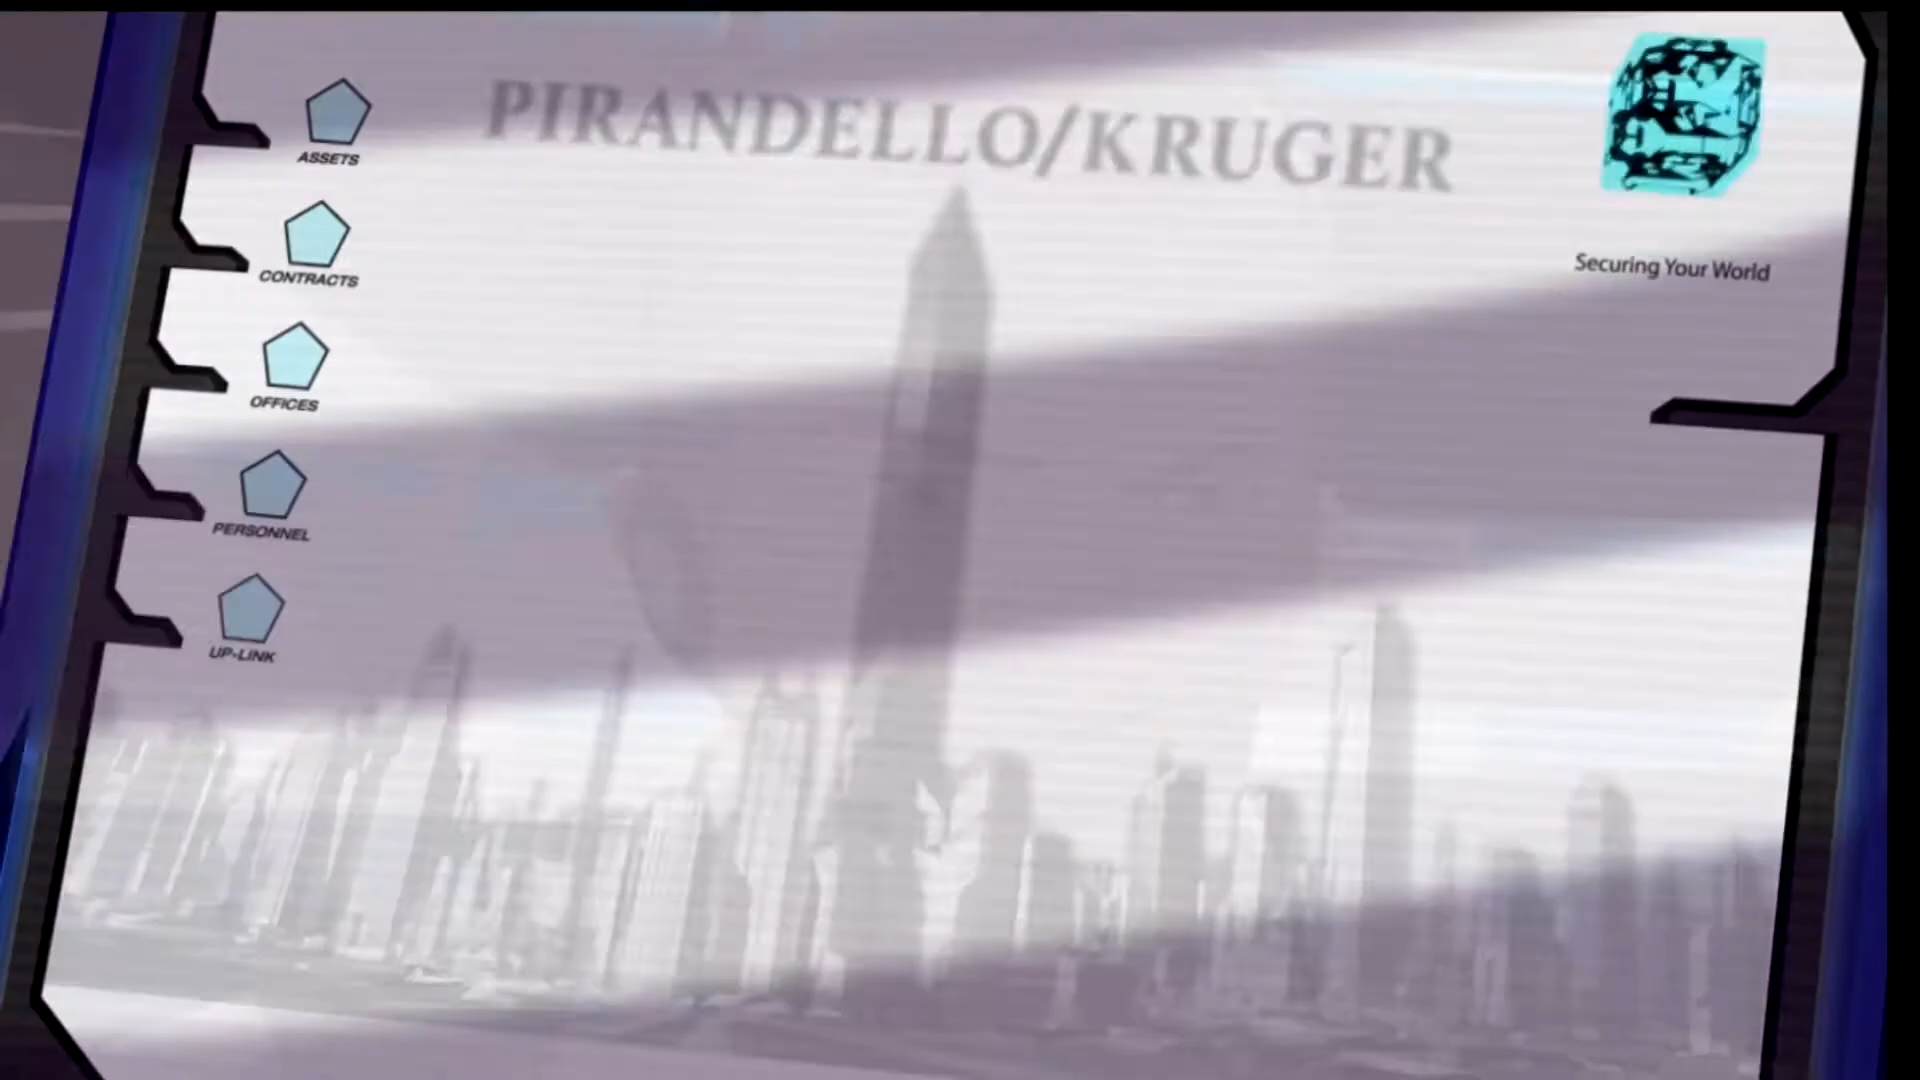 PIRANDELLO/KRUGER
Securing Your World
ASSETS
CONTRACTS
OFFICES
PERSONNEL
UP-LINK